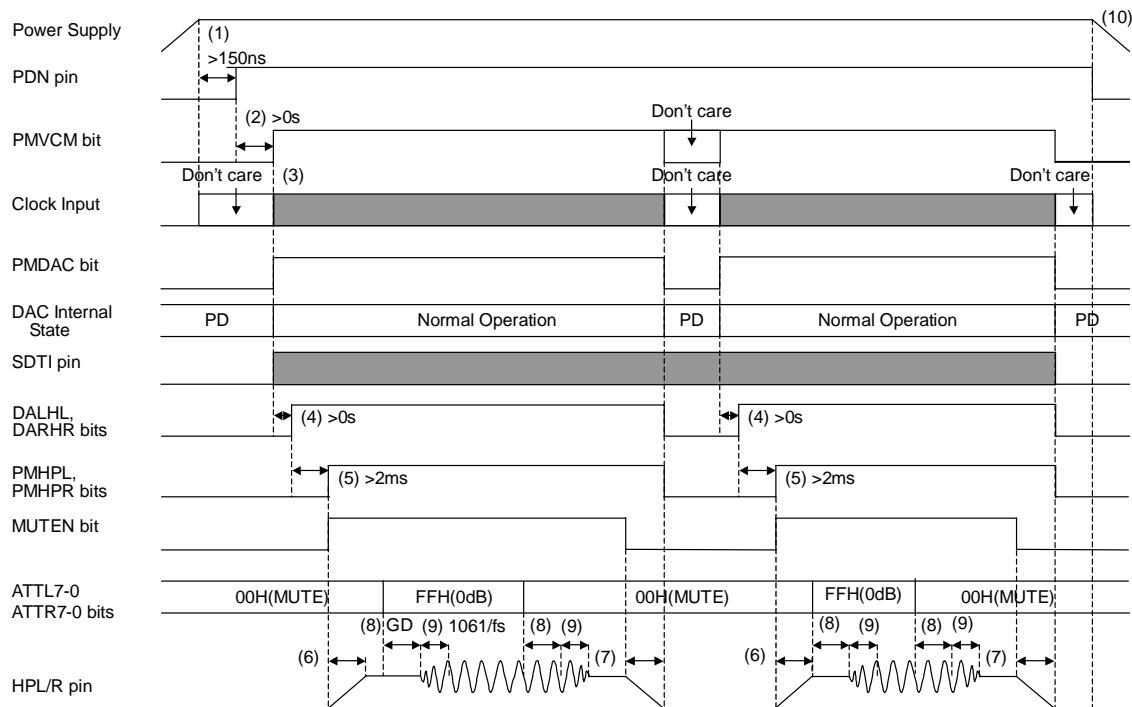 Power Supply
(1)
(10)
>150ns
PDN pin
(2) >0s
Don't care
PMVCM bit
Don't care
(3)
Don't care
Don't care
Clock Input
PMDAC bit
DAC Internal
State
PD
Normal Operation
PD
Normal Operation
PD
SDTI pin
DALHL,
DARHR bits
(4) >0s
(4) >0s
PMHPL,
PMHPR bits
(5) >2ms
(5) >2ms
MUTEN bit
ATTL7-0
ATTR7-0 bits
00H(MUTE)
FFH(0dB)
00H(MUTE)
FFH(0dB)
00H(MUTE)
(8) GD
(9) 1061/fs
(8)
(9)
(8)
(9)
(8)
(9)
(6)
(7)
(6)
(7)
HPL/R pin